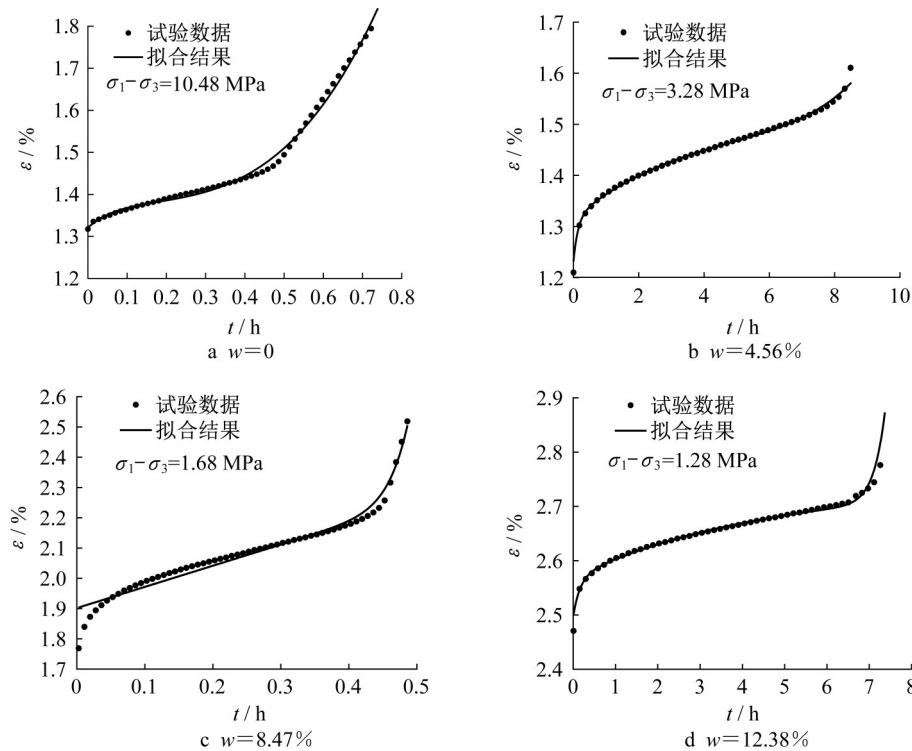 1.8
1.7
1.6
1.5
1.4
1.3
1.2
ε / %
试验数据
拟合结果
σ₁−σ₃=10.48 MPa
0 0.1 0.2 0.3 0.4 0.5 0.6 0.7 0.8
t / h
a w=0
1.7
1.6
1.5
1.4
1.3
1.2
ε / %
试验数据
拟合结果
σ₁−σ₃=3.28 MPa
0 2 4 6 8 10
t / h
b w=4.56%
2.6
2.5
2.4
2.3
2.2
2.1
2.0
1.9
1.8
1.7
ε / %
试验数据
拟合结果
σ₁−σ₃=1.68 MPa
0 0.1 0.2 0.3 0.4 0.5
t / h
c w=8.47%
2.9
2.8
2.7
2.6
2.5
2.4
ε / %
试验数据
拟合结果
σ₁−σ₃=1.28 MPa
0 1 2 3 4 5 6 7 8
t / h
d w=12.38%